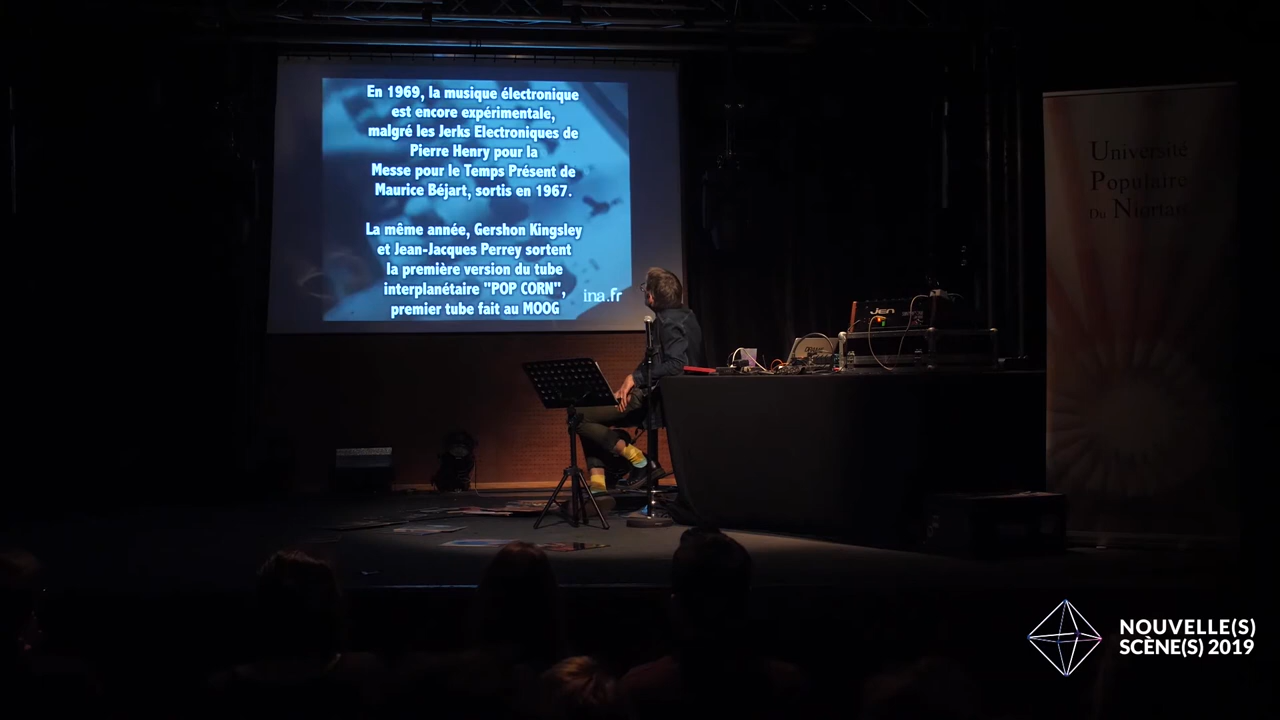 En 1969, la musique électronique
est encore expérimentale,
malgré les Jerks Electroniques de
Pierre Henry pour la
Messe pour le Temps Présent de
Maurice Béjart, sortis en 1967.
La même année, Gershon Kingsley
et Jean-Jacques Perrey sortent
la première version du tube
interplanétaire "POP CORN",
premier tube fait au MOOG
ina.fr
Université
Populaire
Du Niortais
JEN
NOUVELLE(S)
SCÈNE(S) 2019